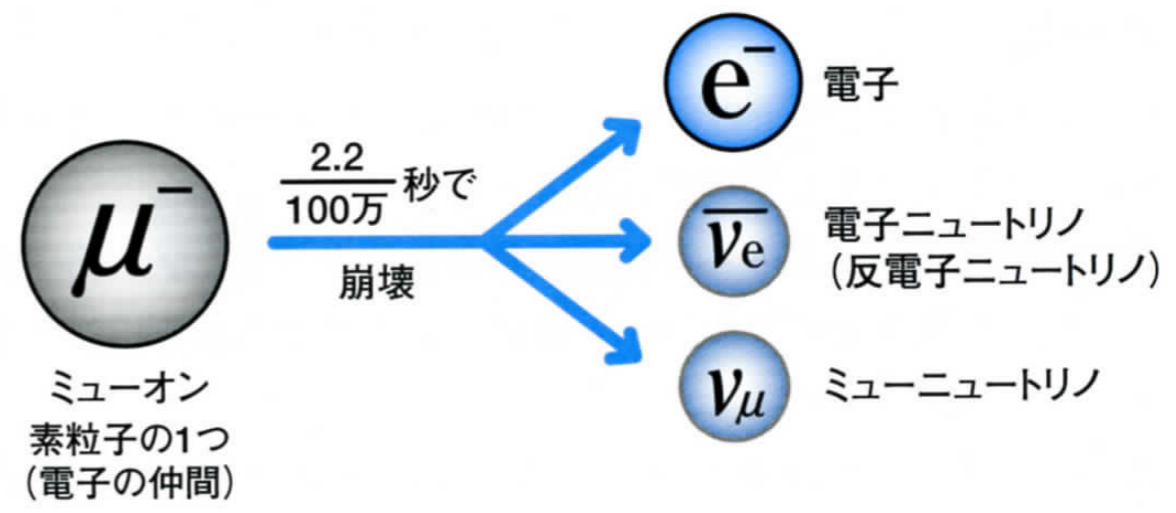 μ⁻
ミューオン
素粒子の1つ
(電子の仲間)
2.2
100万
秒で
崩壊
e⁻
電子
ν̅e
電子ニュートリノ
(反電子ニュートリノ)
νμ
ミューニュートリノ